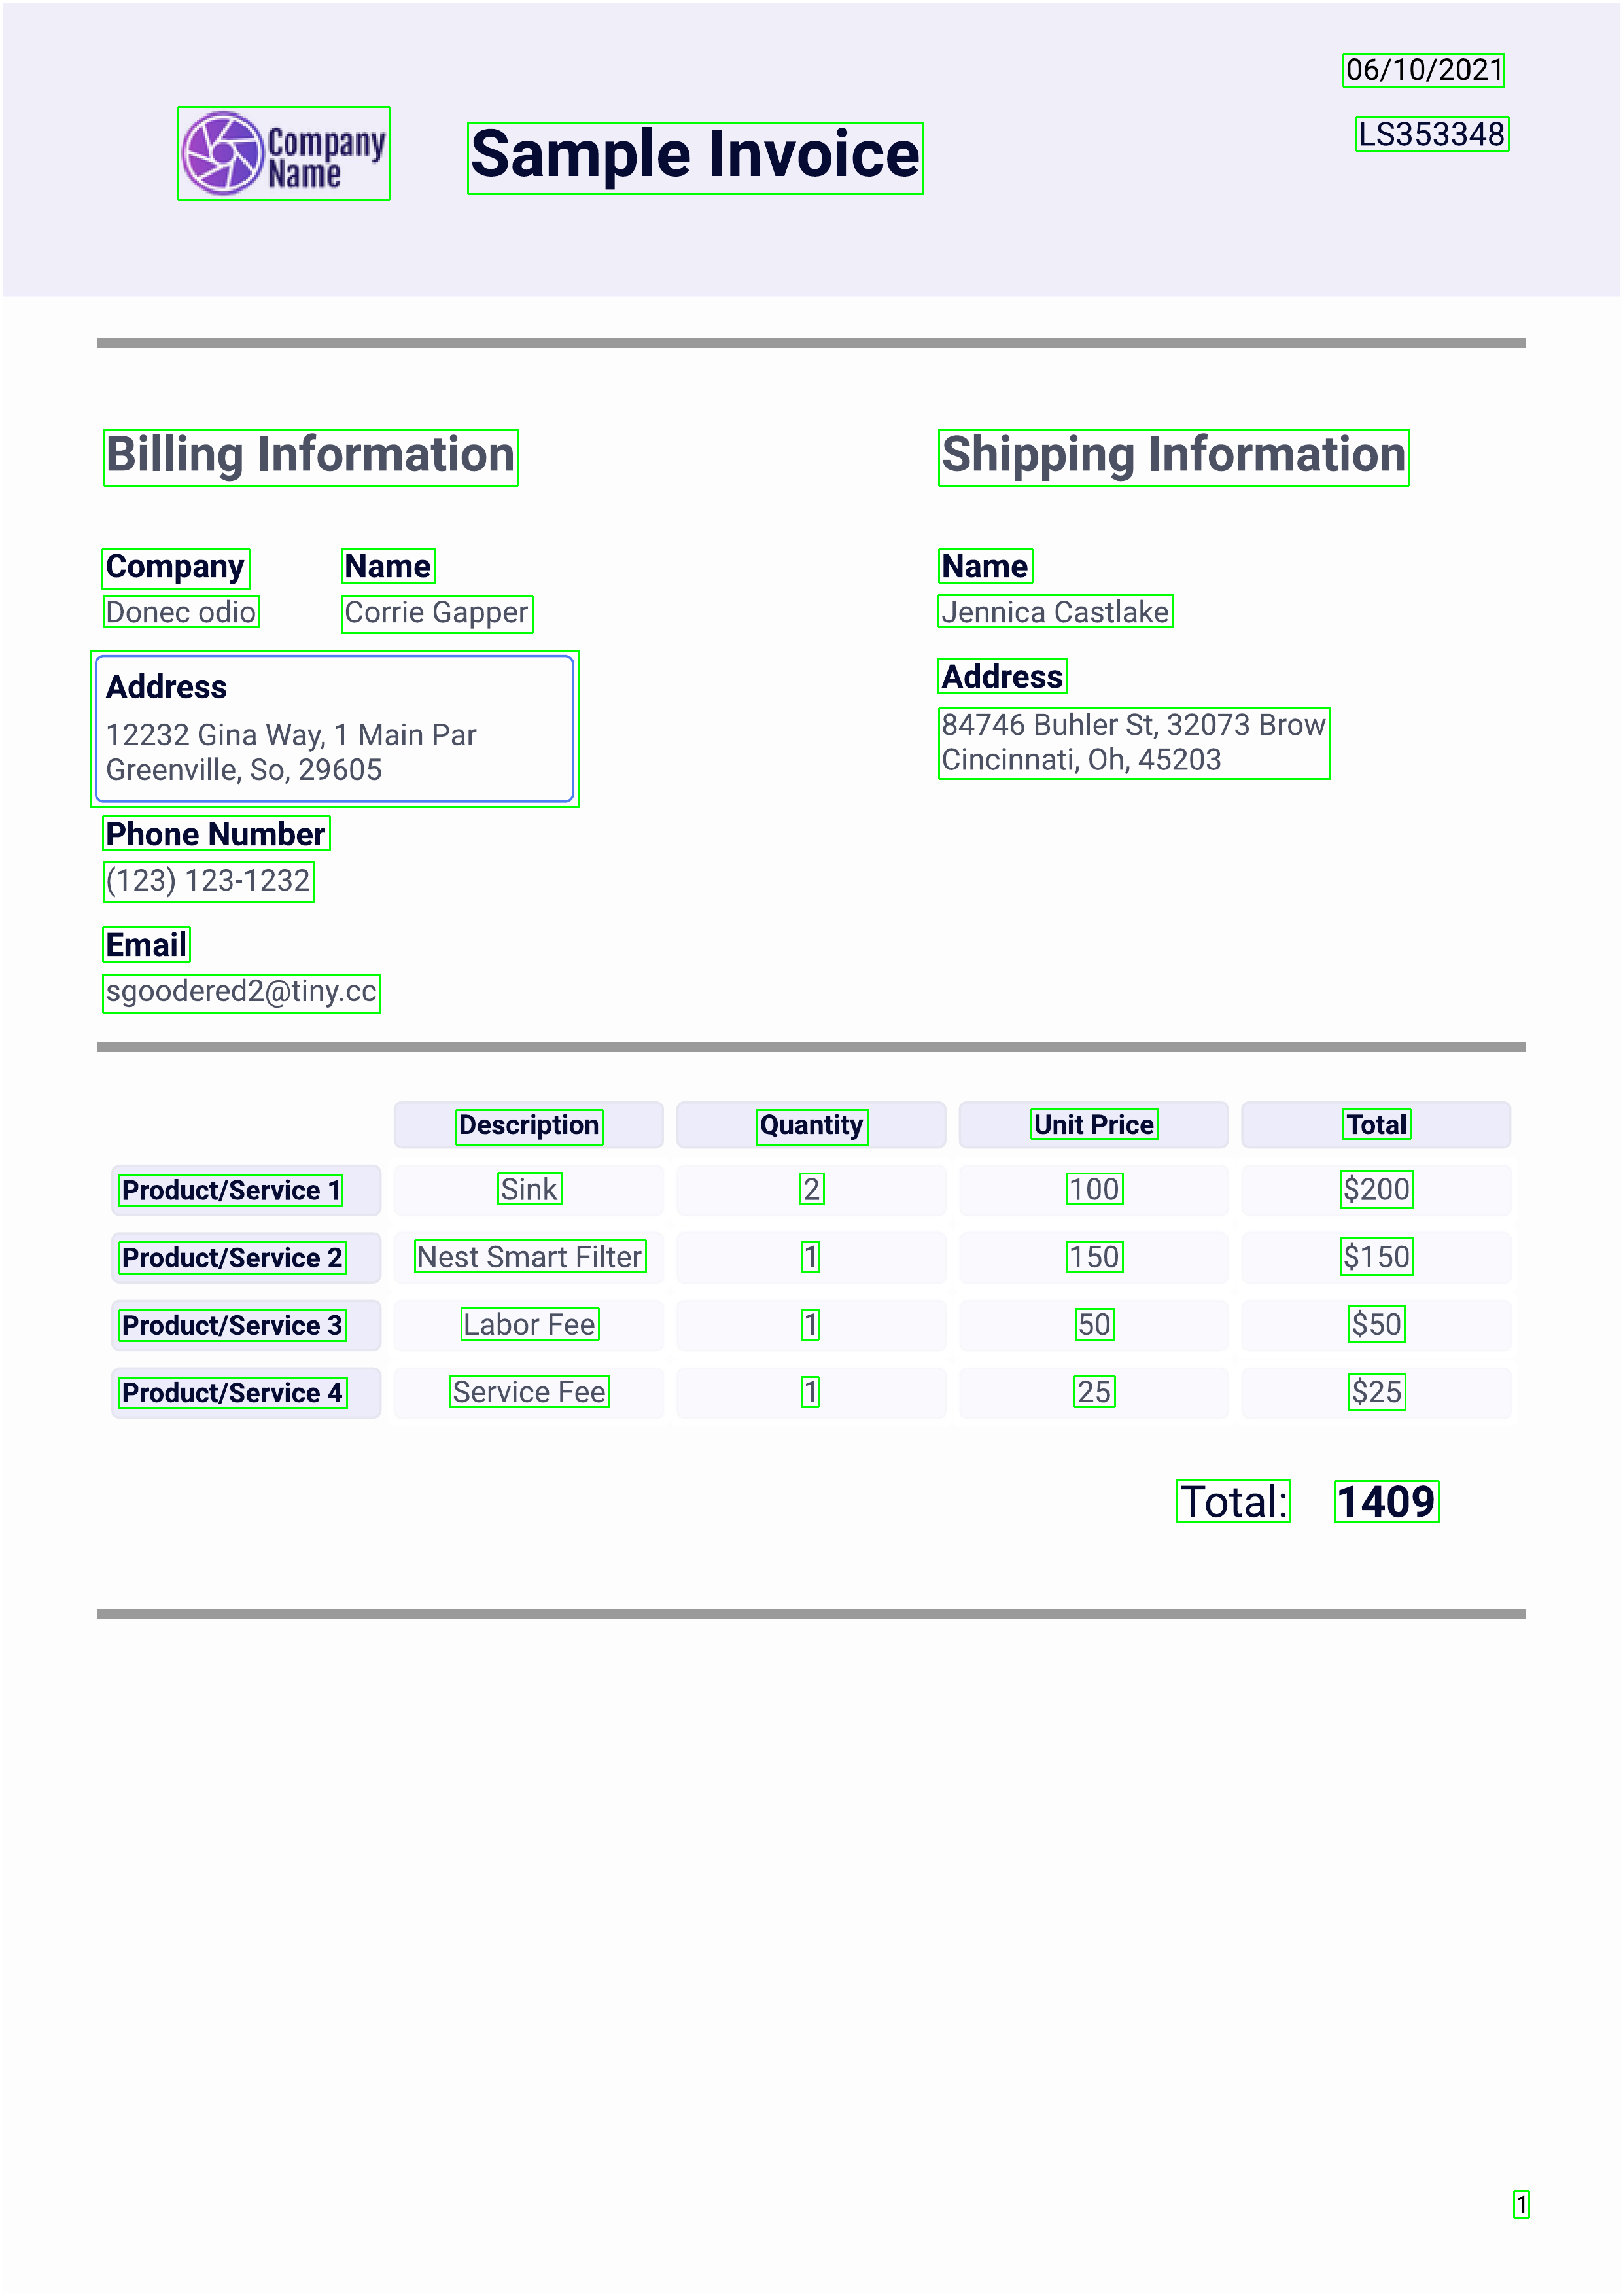 06/10/2021
LS353348
Company
Name
Sample Invoice
Billing Information
Company Name
Donec odio Corrie Gapper
Address
12232 Gina Way, 1 Main Par
Greenville, So, 29605
Phone Number
(123) 123-1232
Email
sgoodered2@tiny.cc
Shipping Information
Name
Jennica Castlake
Address
84746 Buhler St, 32073 Brow
Cincinnati, Oh, 45203
Description Quantity Unit Price Total
Product/Service 1 Sink 2 100 $200
Product/Service 2 Nest Smart Filter 1 150 $150
Product/Service 3 Labor Fee 1 50 $50
Product/Service 4 Service Fee 1 25 $25
Total: 1409
1